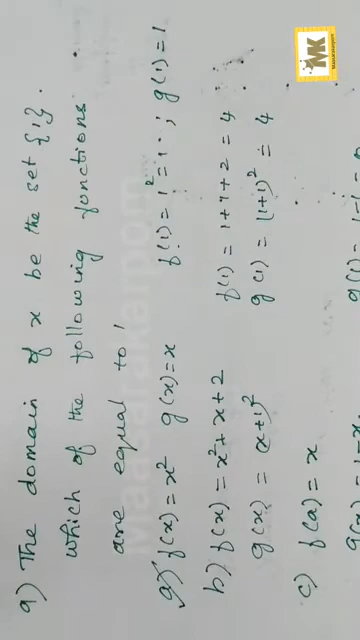 9) The domain of x be the set {1}.
which of the following functions
are equal to 1
a) f(x) = x² g(x) = x f(1) = 1² = 1 ; g(1) = 1
b) f(x) = x² + x + 2 f(1) = 1 + 1 + 2 = 4
g(x) = (x+1)² g(1) = (1+1)² = 4
c) f(x) = x
MK